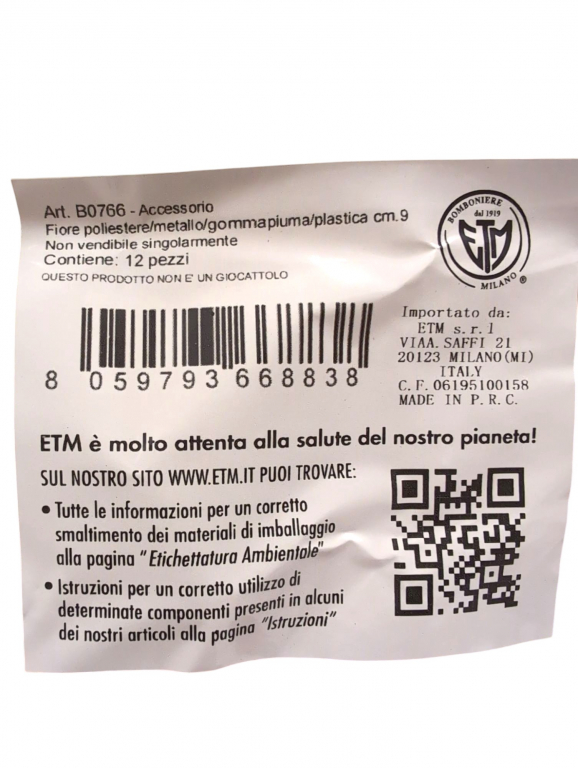 Art. B0766 - Accessorio
Fiore poliestere/metallo/gommapiuma/plastica cm.9
Non vendibile singolarmente
Contiene: 12 pezzi
QUESTO PRODOTTO NON E' UN GIOCATTOLO
BOMBONIERE
dal 1919
ETM
MILANO ®
8 059793 668838
Importato da:
ETM s.r.l
VIAA. SAFFI 21
20123 MILANO(MI)
ITALY
C.F. 06195100158
MADE IN P.R.C.
ETM è molto attenta alla salute del nostro pianeta!
SUL NOSTRO SITO WWW.ETM.IT PUOI TROVARE:
• Tutte le informazioni per un corretto
smaltimento dei materiali di imballaggio
alla pagina "Etichettatura Ambientale"
• Istruzioni per un corretto utilizzo di
determinate componenti presenti in alcuni
dei nostri articoli alla pagina "Istruzioni"